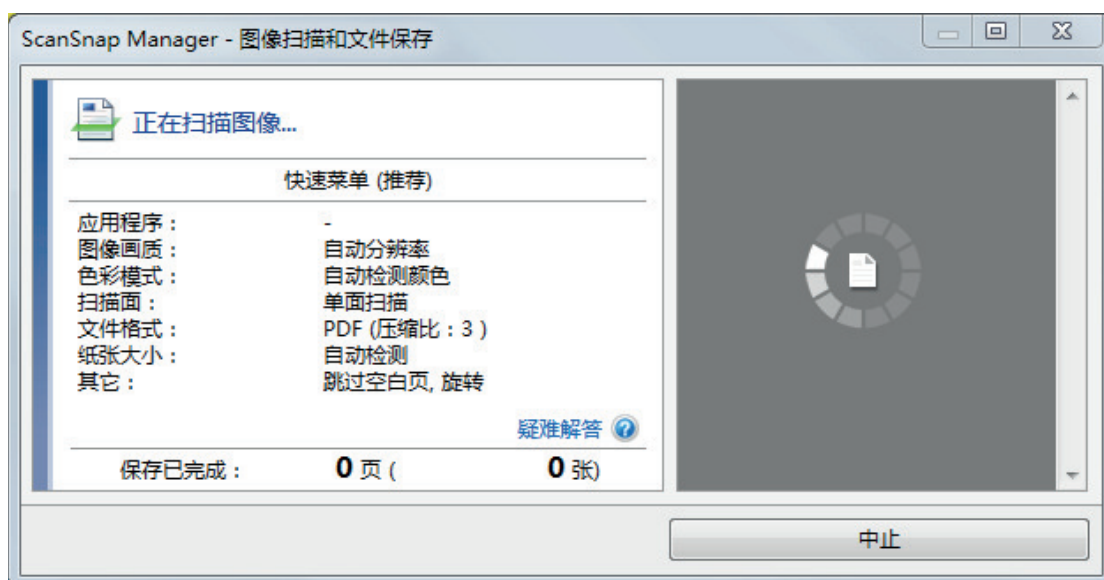 ScanSnap Manager - 图像扫描和文件保存
正在扫描图像...
快速菜单 (推荐)
应用程序： -
图像画质： 自动分辨率
色彩模式： 自动检测颜色
扫描面： 单面扫描
文件格式： PDF (压缩比：3 )
纸张大小： 自动检测
其它： 跳过空白页, 旋转
疑难解答
保存已完成： 0 页 ( 0 张)
中止